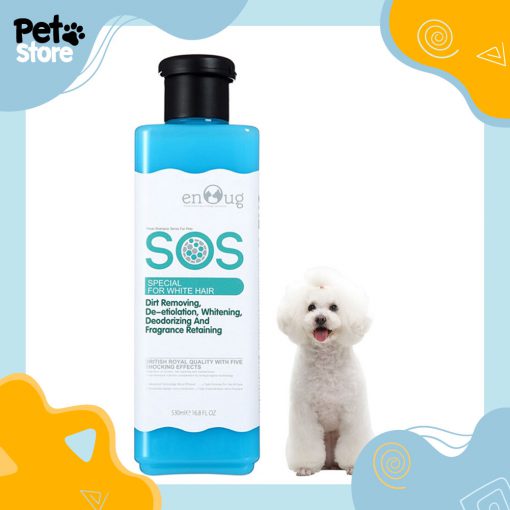 Pet
Store
enOug
SOS
SPECIAL
FOR WHITE HAIR
Dirt Removing,
De-etiolation, Whitening,
Deodorizing And
Fragrance Retaining
BRITISH ROYAL QUALITY WITH FIVE
SHOCKING EFFECTS
530ml℮16.8 FL.OZ